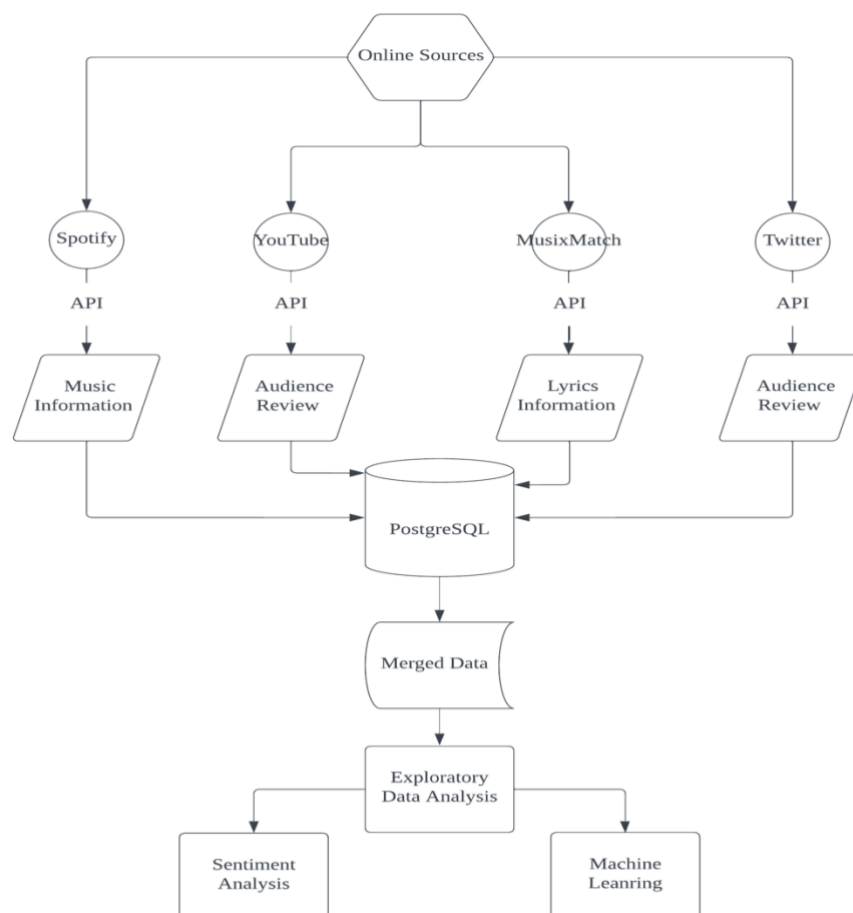 Online Sources
Spotify
YouTube
MusixMatch
Twitter
API
API
API
API
Music
Information
Audience
Review
Lyrics
Information
Audience
Review
PostgreSQL
Merged Data
Exploratory
Data Analysis
Sentiment
Analysis
Machine
Leanring